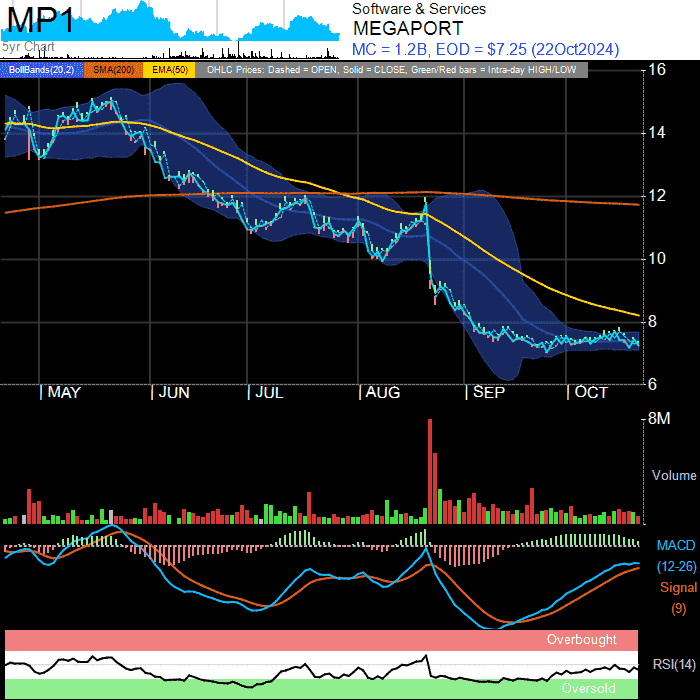 MP1
5yr Chart
Software & Services
MEGAPORT
MC = 1.2B, EOD = $7.25 (22Oct2024)
BollBands(20,2) SMA(200) EMA(50) OHLC Prices: Dashed = OPEN, Solid = CLOSE, Green/Red bars = Intra-day HIGH/LOW
16
14
12
10
8
6
MAY JUN JUL AUG SEP OCT
8M
Volume
MACD
(12-26)
Signal
(9)
Overbought
RSI(14)
Oversold